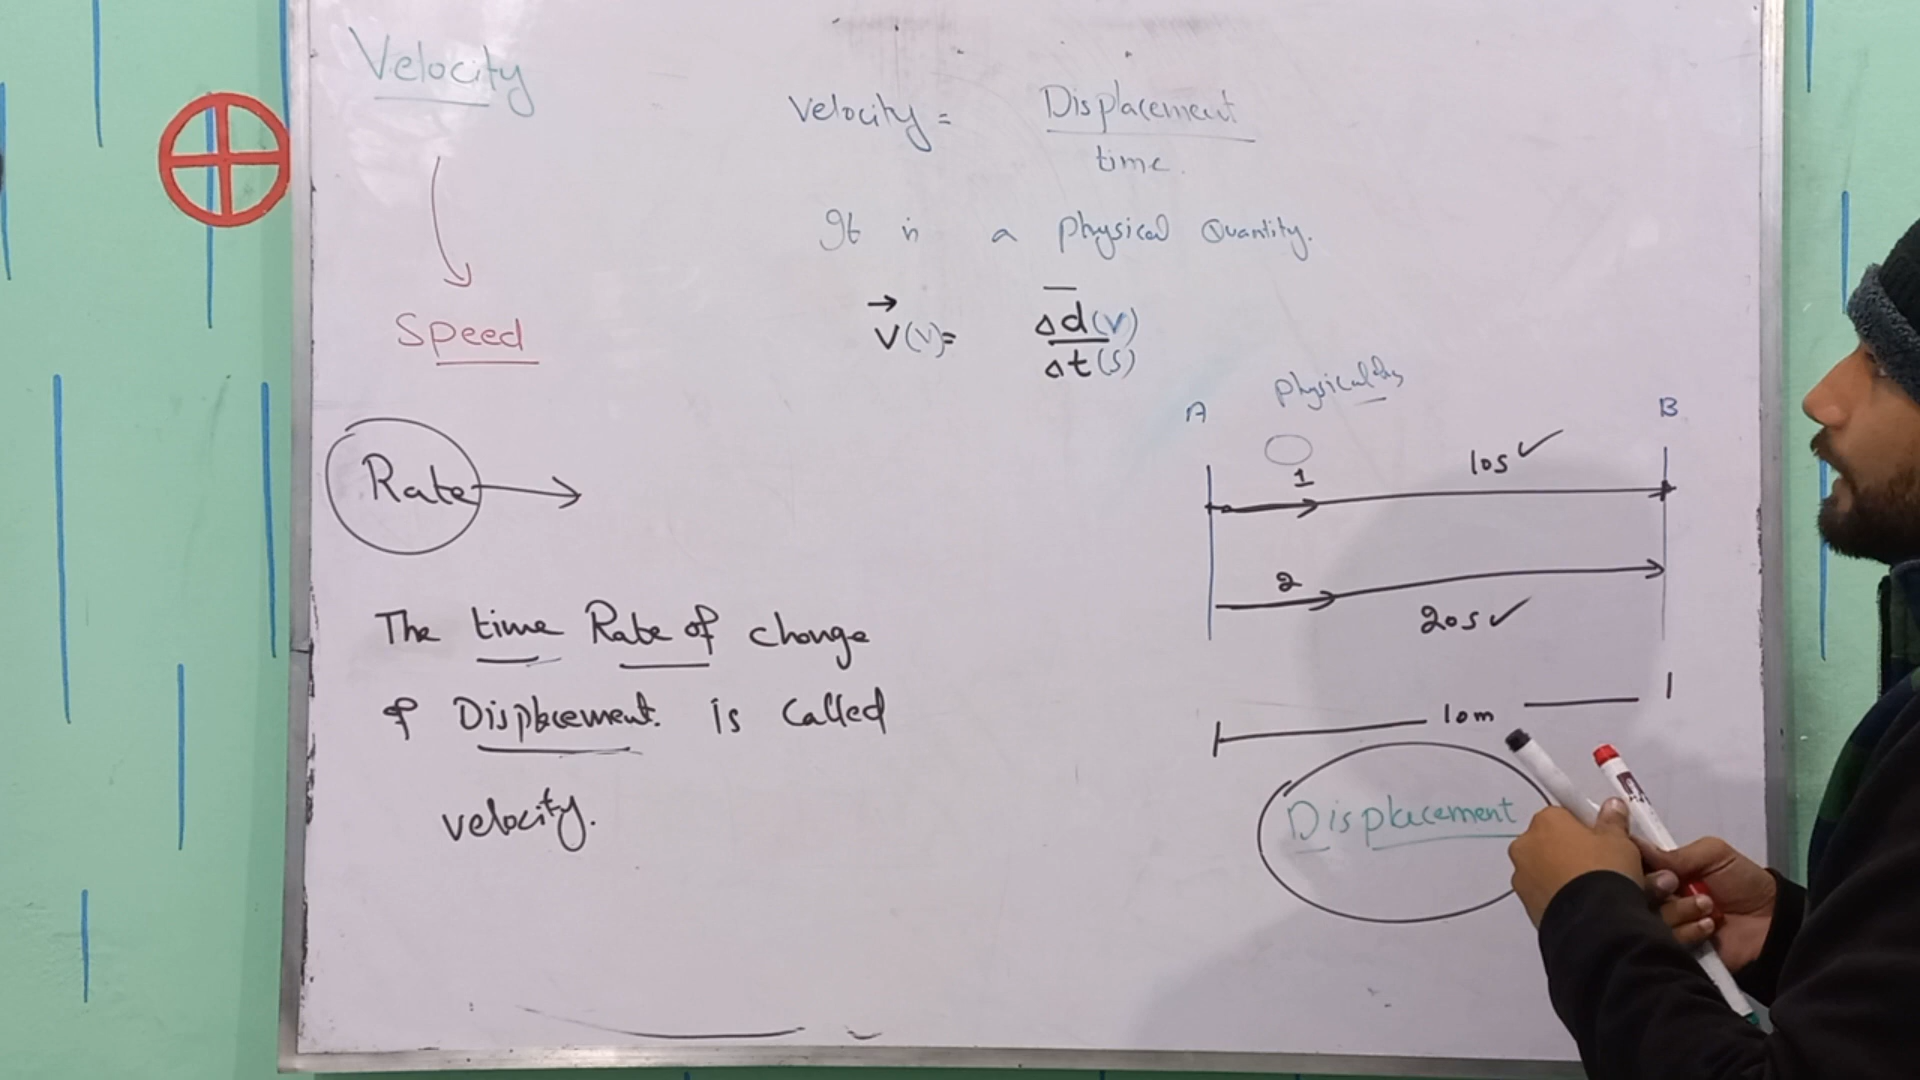 Velocity
Speed
Rate
The time Rate of change
of Displacement. is called
velocity.
Velocity = Displacement
time.
It is a physical Quantity.
V(v)= Δd(v)
Δt(s)
A
B
1
10s
2
20s
10m
Displacement